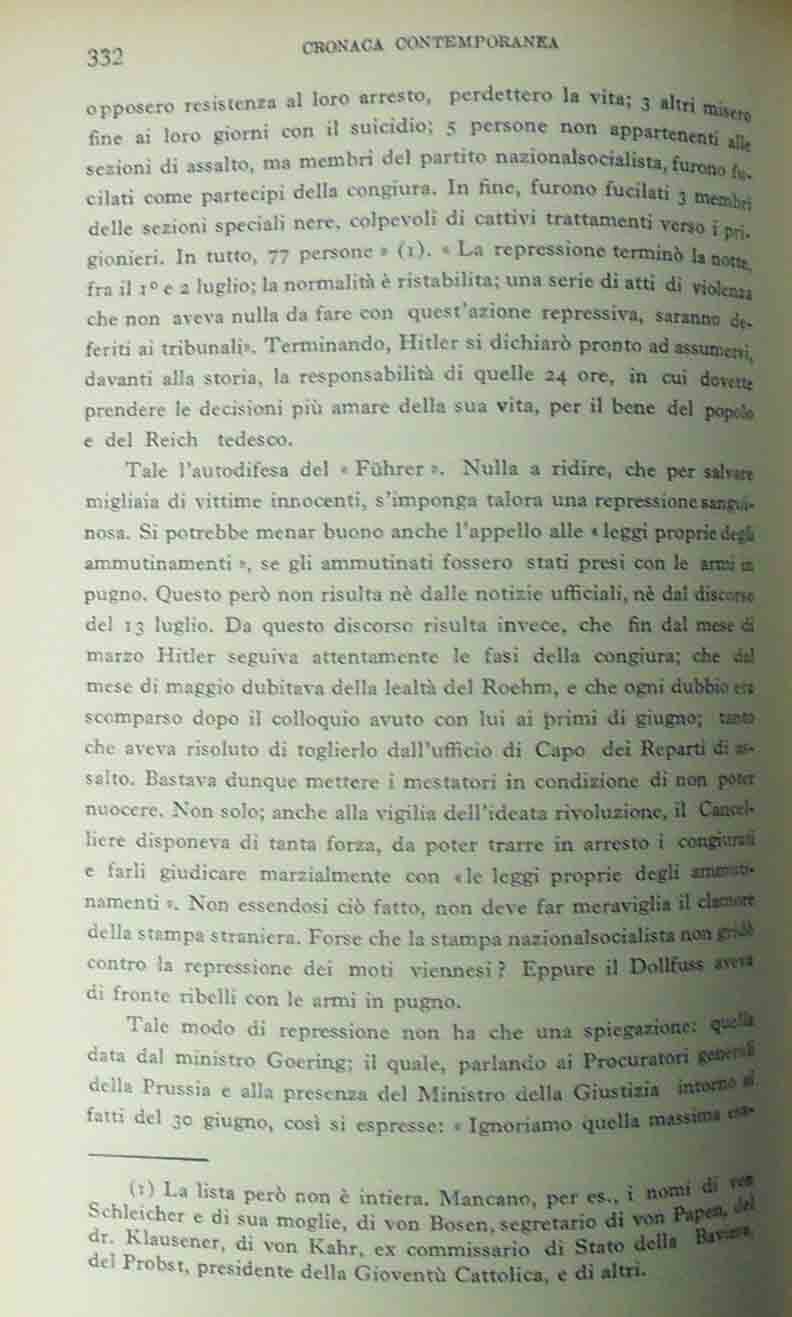 332
CRONACA CONTEMPORANEA
opposero resistenza al loro arresto, perdettero la vita; 3 altri misero
fine ai loro giorni con il suicidio; 5 persone non appartenenti alle
sezioni di assalto, ma membri del partito nazionalsocialista, furono fu-
cilati come partecipi della congiura. In fine, furono fucilati 3 membri
delle sezioni speciali nere, colpevoli di cattivi trattamenti verso i pri-
gionieri. In tutto, 77 persone » (1). « La repressione terminò la notte,
fra il 1° e 2 luglio; la normalità è ristabilita; una serie di atti di violenza
che non aveva nulla da fare con quest'azione repressiva, saranno de-
feriti ai tribunali». Terminando, Hitler si dichiarò pronto ad assumersi,
davanti alla storia, la responsabilità di quelle 24 ore, in cui dovette
prendere le decisioni più amare della sua vita, per il bene del popolo
e del Reich tedesco.
Tale l'autodifesa del « Führer ». Nulla a ridire, che per salvare
migliaia di vittime innocenti, s'imponga talora una repressione sangui-
nosa. Si potrebbe menar buono anche l'appello alle « leggi proprie degli
ammutinamenti », se gli ammutinati fossero stati presi con le armi in
pugno. Questo però non risulta nè dalle notizie ufficiali, nè dal discorso
del 13 luglio. Da questo discorso risulta invece, che fin dal mese di
marzo Hitler seguiva attentamente le fasi della congiura; che dal
mese di maggio dubitava della lealtà del Roehm, e che ogni dubbio era
scomparso dopo il colloquio avuto con lui ai primi di giugno; tanto
che aveva risoluto di toglierlo dall'ufficio di Capo dei Reparti di as-
salto. Bastava dunque mettere i mestatori in condizione di non poter
nuocere. Non solo; anche alla vigilia dell'ideata rivoluzione, il Cancel-
liere disponeva di tanta forza, da poter trarre in arresto i congiurati
e farli giudicare marzialmente con «le leggi proprie degli ammuti-
namenti ». Non essendosi ciò fatto, non deve far meraviglia il clamore
della stampa straniera. Forse che la stampa nazionalsocialista non gridò
contro la repressione dei moti viennesi ? Eppure il Dollfuss aveva
di fronte ribelli con le armi in pugno.
Tale modo di repressione non ha che una spiegazione: quella
data dal ministro Goering; il quale, parlando ai Procuratori generali
della Prussia e alla presenza del Ministro della Giustizia intorno ai
fatti del 30 giugno, così si espresse: « Ignoriamo quella massima
(1) La lista però non è intiera. Mancano, per es., i nomi di von
Schleicher e di sua moglie, di von Bosen, segretario di von Papen, del
dr. Klausener, di von Kahr, ex commissario di Stato della Baviera,
del Probst, presidente della Gioventù Cattolica, e di altri.